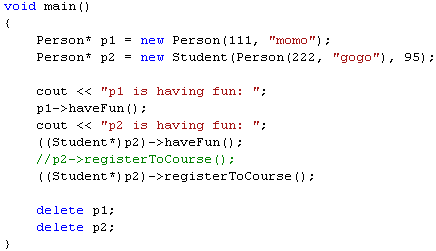 void main()
{
    Person* p1 = new Person(111, "momo");
    Person* p2 = new Student(Person(222, "gogo"), 95);

    cout << "p1 is having fun: ";
    p1->haveFun();
    cout << "p2 is having fun: ";
    ((Student*)p2)->haveFun();
    //p2->registerToCourse();
    ((Student*)p2)->registerToCourse();

    delete p1;
    delete p2;
}